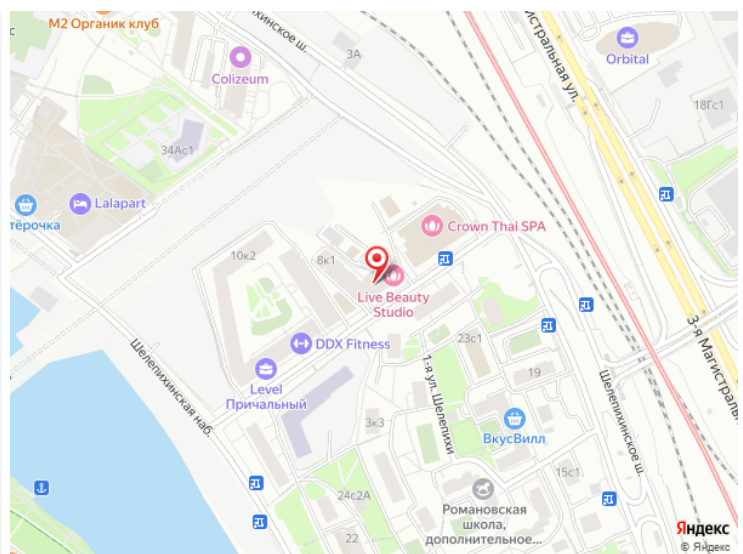 М2 Органик клуб
Шелепихинское ш.
3А
Colizeum
Магистральная ул.
Orbital
18Гс1
34Ас1
Lalapart
Crown Thai SPA
10к2
8к1
Live Beauty
Studio
DDX Fitness
23с1
3-я Магистральн
Шелепихинская наб.
Level
Причальный
1-я ул. Шелепихи
19
Шелепихинское ш.
3к3
ВкусВилл
15с1
24с2А
Романовская
школа,
дополнительное...
22
Яндекс
© Яндекс